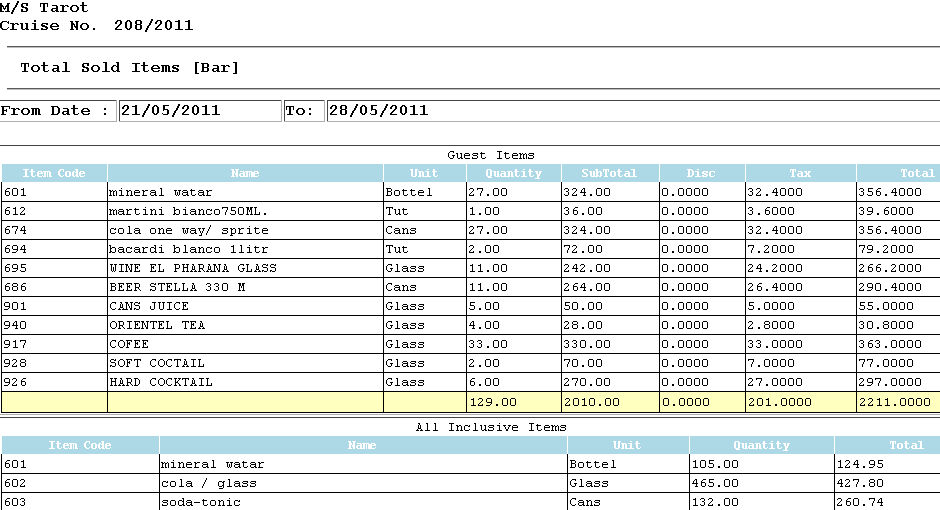 M/S Tarot
Cruise No. 208/2011
Total Sold Items [Bar]
From Date : 21/05/2011 To: 28/05/2011
Guest Items
Item Code Name Unit Quantity SubTotal Disc Tax Total
601 mineral watar Bottel 27.00 324.00 0.0000 32.4000 356.4000
612 martini bianco750ML. Tut 1.00 36.00 0.0000 3.6000 39.6000
674 cola one way/ sprite Cans 27.00 324.00 0.0000 32.4000 356.4000
694 bacardi blanco 1litr Tut 2.00 72.00 0.0000 7.2000 79.2000
695 WINE EL PHARANA GLASS Glass 11.00 242.00 0.0000 24.2000 266.2000
686 BEER STELLA 330 M Cans 11.00 264.00 0.0000 26.4000 290.4000
901 CANS JUICE Glass 5.00 50.00 0.0000 5.0000 55.0000
940 ORIENTEL TEA Glass 4.00 28.00 0.0000 2.8000 30.8000
917 COFEE Glass 33.00 330.00 0.0000 33.0000 363.0000
928 SOFT COCTAIL Glass 2.00 70.00 0.0000 7.0000 77.0000
926 HARD COCKTAIL Glass 6.00 270.00 0.0000 27.0000 297.0000
129.00 2010.00 0.0000 201.0000 2211.0000
All Inclusive Items
Item Code Name Unit Quantity Total
601 mineral watar Bottel 105.00 124.95
602 cola / glass Glass 465.00 427.80
603 soda-tonic Cans 132.00 260.74